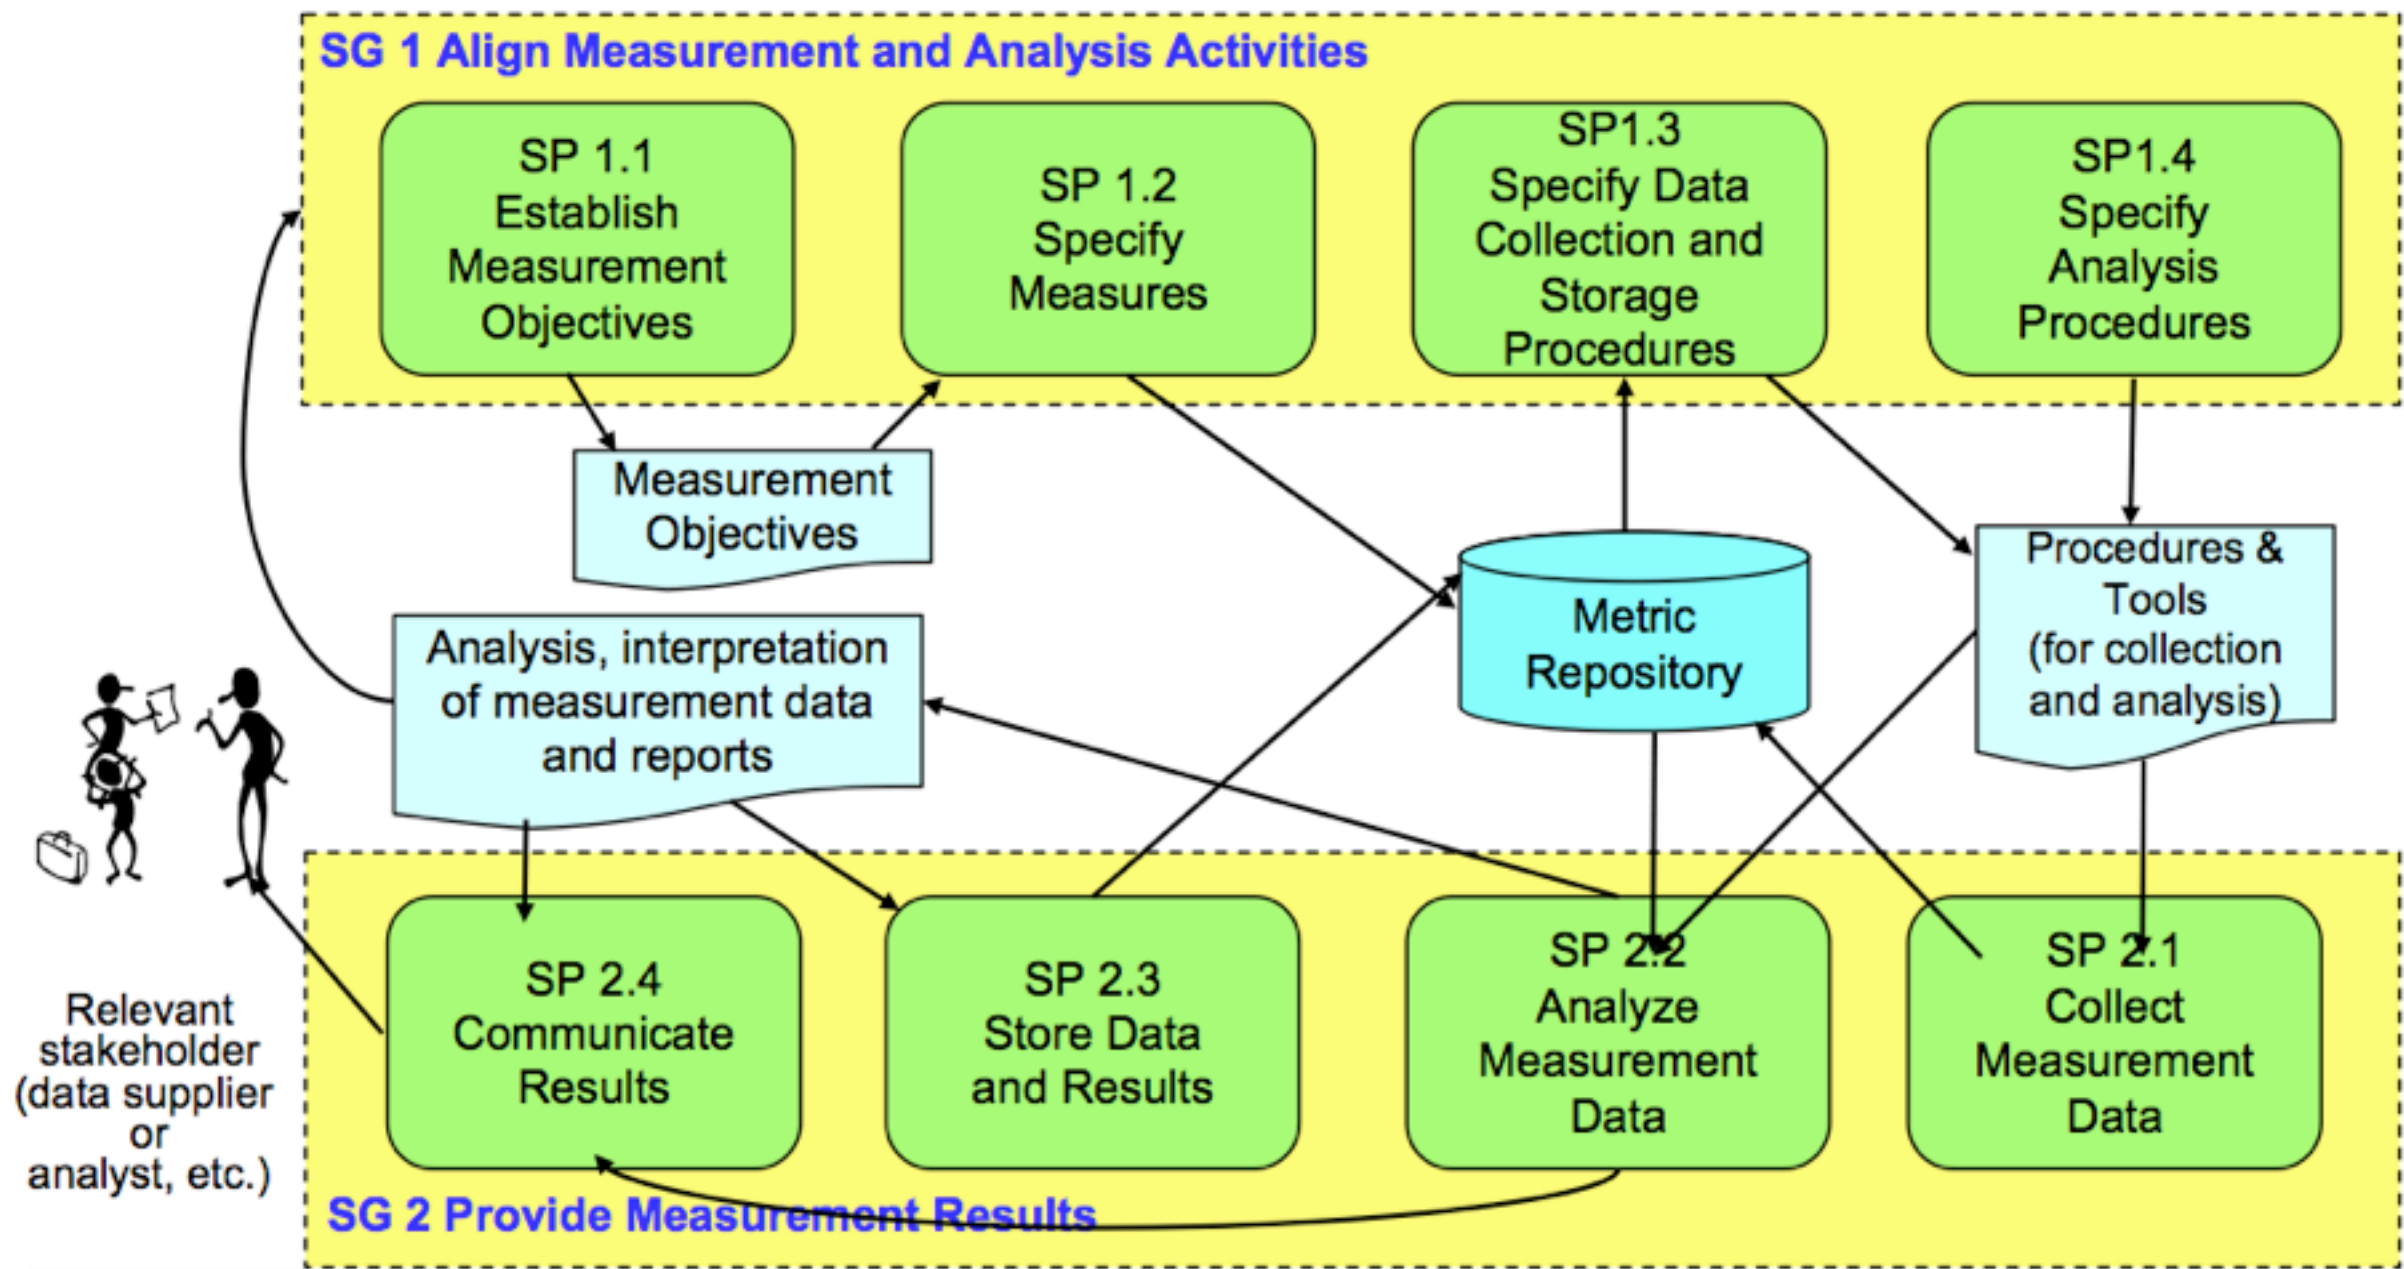 SG 1 Align Measurement and Analysis Activities
SP 1.1
Establish
Measurement
Objectives
SP 1.2
Specify
Measures
SP1.3
Specify Data
Collection and
Storage
Procedures
SP1.4
Specify
Analysis
Procedures
Measurement
Objectives
Analysis, interpretation
of measurement data
and reports
Metric
Repository
Procedures &
Tools
(for collection
and analysis)
Relevant
stakeholder
(data supplier
or
analyst, etc.)
SP 2.4
Communicate
Results
SP 2.3
Store Data
and Results
SP 2.2
Analyze
Measurement
Data
SP 2.1
Collect
Measurement
Data
SG 2 Provide Measurement Results